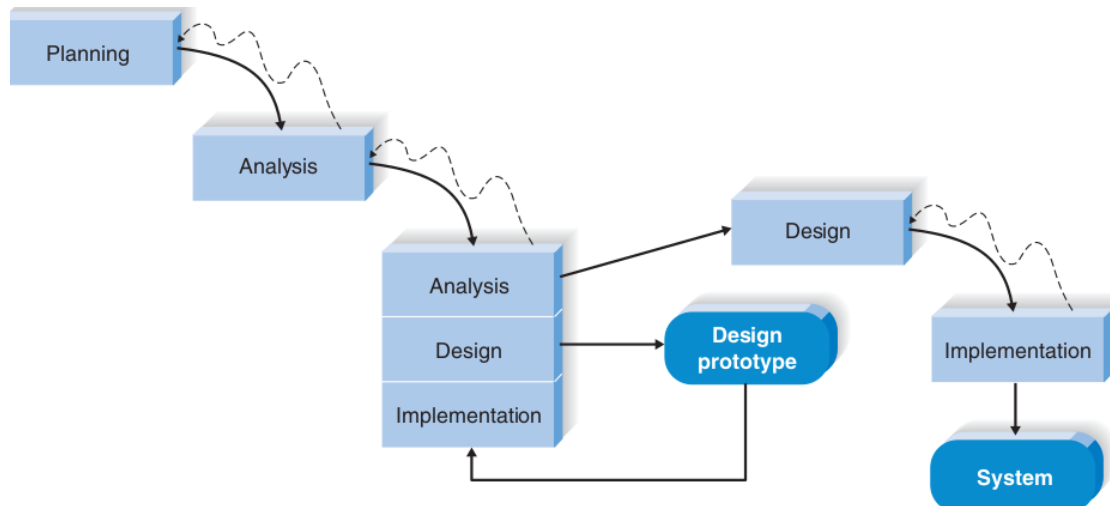 Planning
Analysis
Analysis
Design
Implementation
Design
prototype
Design
Implementation
System